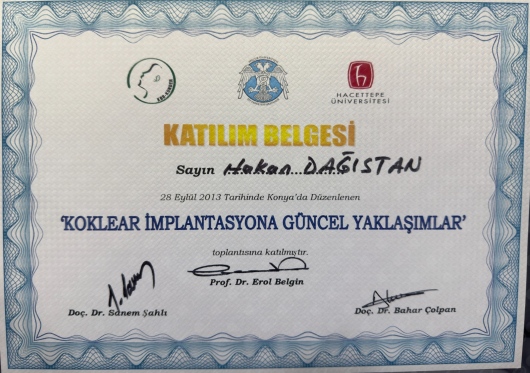 HACETTEPE
ÜNİVERSİTESİ
KATILIM BELGESİ
Sayın Hakan DAĞISTAN
28 Eylül 2013 Tarihinde Konya'da Düzenlenen
'KOKLEAR İMPLANTASYONA GÜNCEL YAKLAŞIMLAR'
toplantısına katılmıştır.
Prof. Dr. Erol Belgin
Doç. Dr. Sanem Şahlı
Doç. Dr. Bahar Çolpan